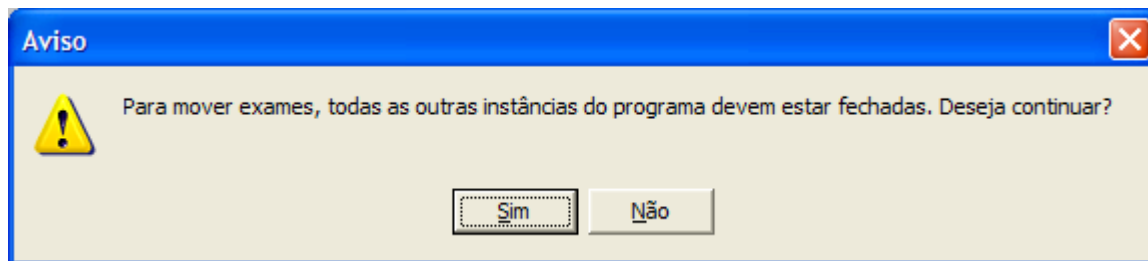 Aviso
Para mover exames, todas as outras instâncias do programa devem estar fechadas. Deseja continuar?
Sim
Não